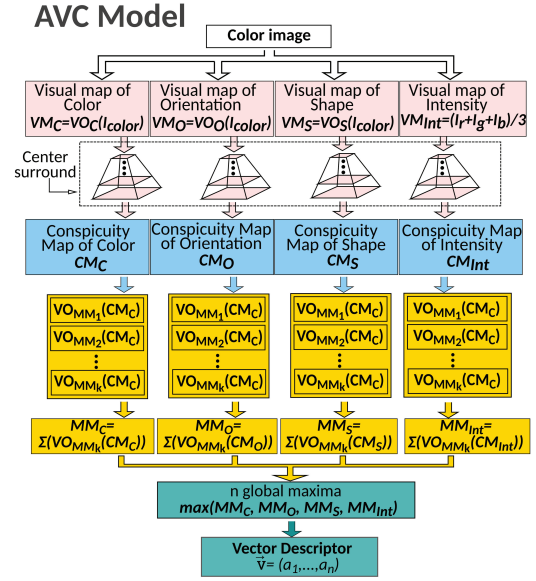 AVC Model
Color image
Visual map of
Color
VMC=VOC(Icolor)
Visual map of
Orientation
VMO=VOO(Icolor)
Visual map of
Shape
VMS=VOS(Icolor)
Visual map of
Intensity
VMInt=(Ir+Ig+Ib)/3
Center
surround
Conspicuity
Map of Color
CMC
Conspicuity Map
of Orientation
CMO
Conspicuity
Map of Shape
CMS
Conspicuity Map
of Intensity
CMInt
VOMM1(CMC)
VOMM2(CMC)
VOMMk(CMC)
VOMM1(CMC)
VOMM2(CMC)
VOMMk(CMC)
VOMM1(CMC)
VOMM2(CMC)
VOMMk(CMC)
VOMM1(CMC)
VOMM2(CMC)
VOMMk(CMC)
MMC=
Σ(VOMMk(CMC))
MMO=
Σ(VOMMk(CMO))
MMS=
Σ(VOMMk(CMS))
MMInt=
Σ(VOMMk(CMInt))
n global maxima
max(MMC, MMO, MMS, MMInt)
Vector Descriptor
v⃗= (a1,...,an)